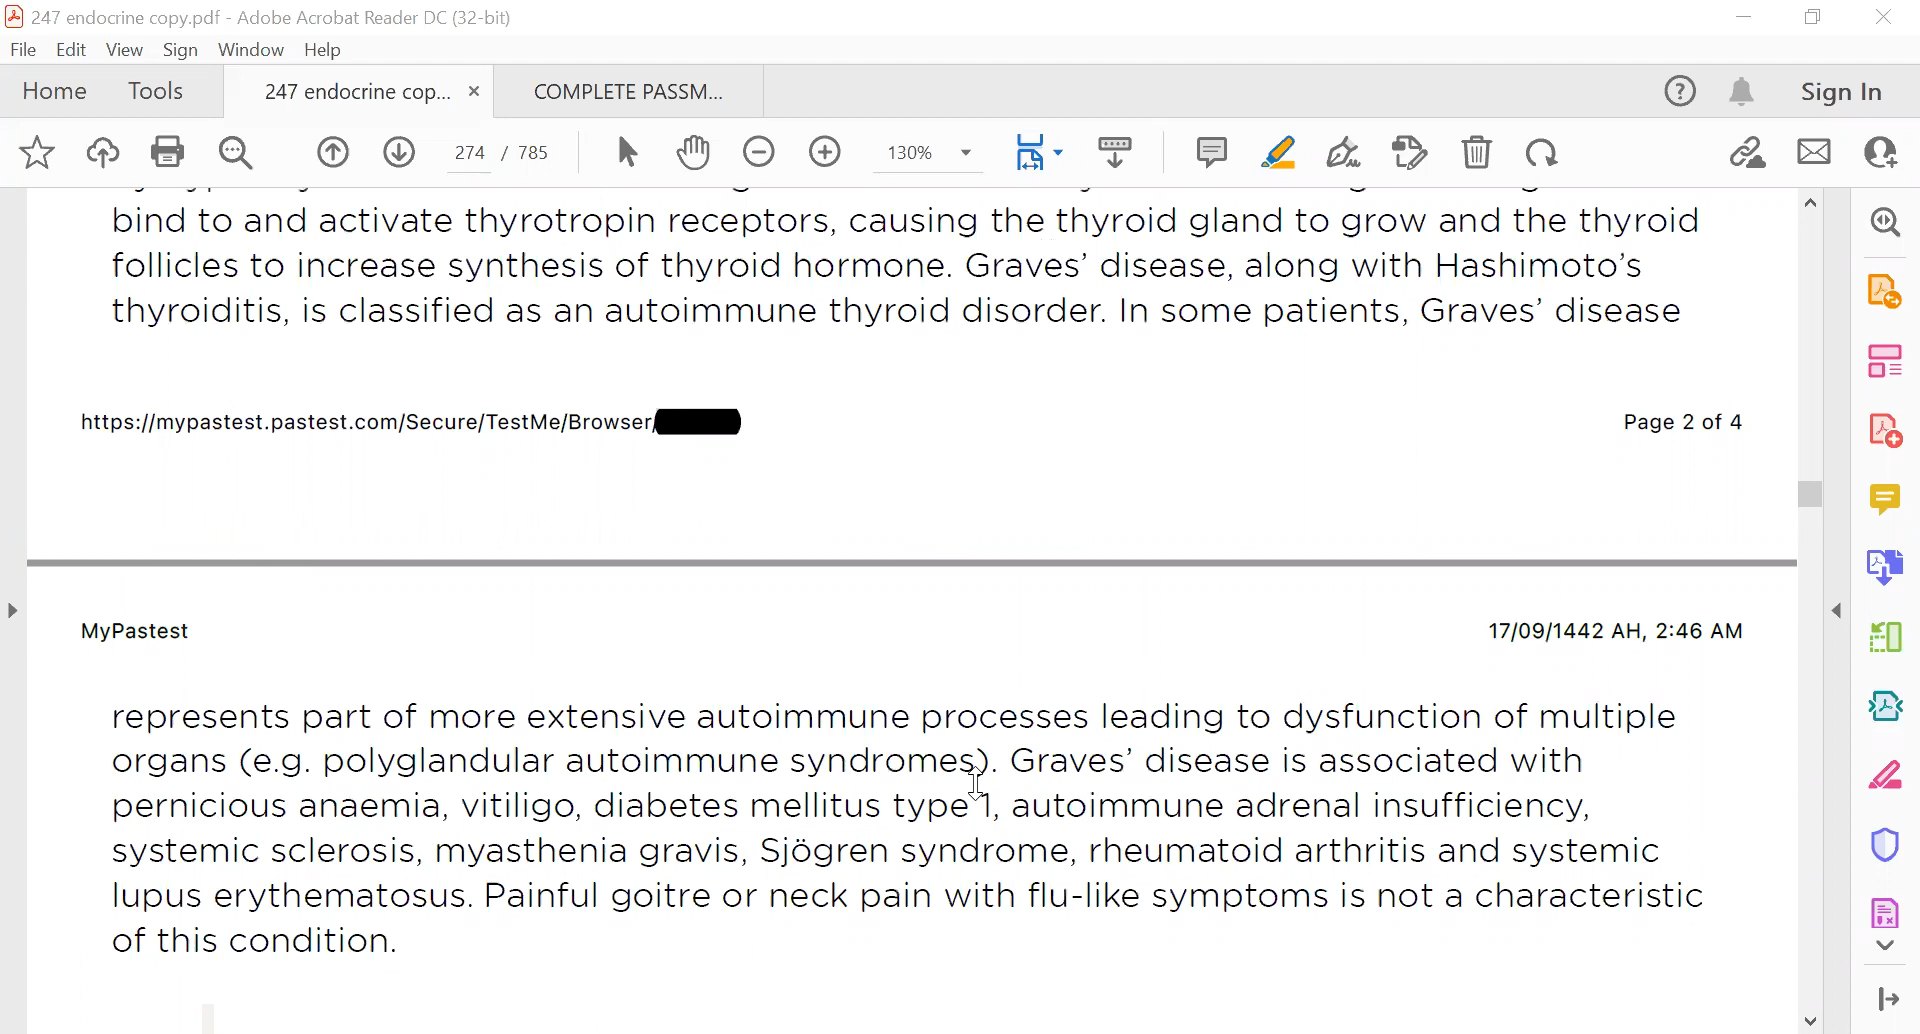 247 endocrine copy.pdf - Adobe Acrobat Reader DC (32-bit)
File Edit View Sign Window Help
Home Tools 247 endocrine cop... × COMPLETE PASSM... Sign In
274 / 785 130%
bind to and activate thyrotropin receptors, causing the thyroid gland to grow and the thyroid
follicles to increase synthesis of thyroid hormone. Graves’ disease, along with Hashimoto’s
thyroiditis, is classified as an autoimmune thyroid disorder. In some patients, Graves’ disease
https://mypastest.pastest.com/Secure/TestMe/Browser/ Page 2 of 4
MyPastest 17/09/1442 AH, 2:46 AM
represents part of more extensive autoimmune processes leading to dysfunction of multiple
organs (e.g. polyglandular autoimmune syndromes). Graves’ disease is associated with
pernicious anaemia, vitiligo, diabetes mellitus type 1, autoimmune adrenal insufficiency,
systemic sclerosis, myasthenia gravis, Sjögren syndrome, rheumatoid arthritis and systemic
lupus erythematosus. Painful goitre or neck pain with flu-like symptoms is not a characteristic
of this condition.